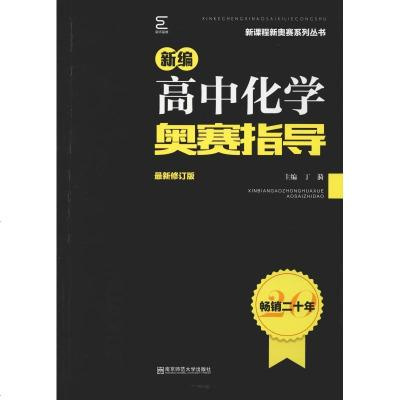 XINKECHENGXINAOSAIXILIECONGSHU
新课程新奥赛系列丛书
新编
高中化学
奥赛指导
最新修订版
主编 丁漪
XINBIANGAOZHONGHUAXUE
AOSAIZHIDAO
20
畅销二十年
南京师范大学出版社